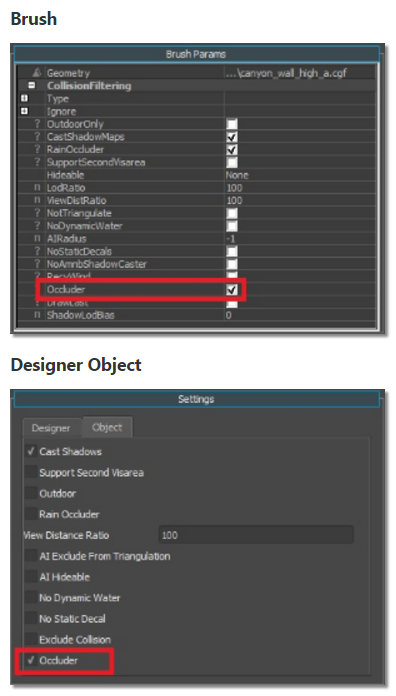 Brush
Brush Params
Geometry ...\canyon_wall_high_a.cgf
CollisionFiltering
Type
Ignore
? OutdoorOnly
? CastShadowMaps
? RainOccluder
? SupportSecondVisarea
Hideable None
n LodRatio 100
n ViewDistRatio 100
? NotTriangulate
? NoDynamicWater
n AIRadius -1
? NoStaticDecals
? NoAmnbShadowCaster
? RecvWind
Occluder
? DrawLast
n ShadowLodBias 0
Designer Object
Settings
Designer Object
Cast Shadows
Support Second Visarea
Outdoor
Rain Occluder
View Distance Ratio 100
AI Exclude From Triangulation
AI Hideable
No Dynamic Water
No Static Decal
Exclude Collision
Occluder